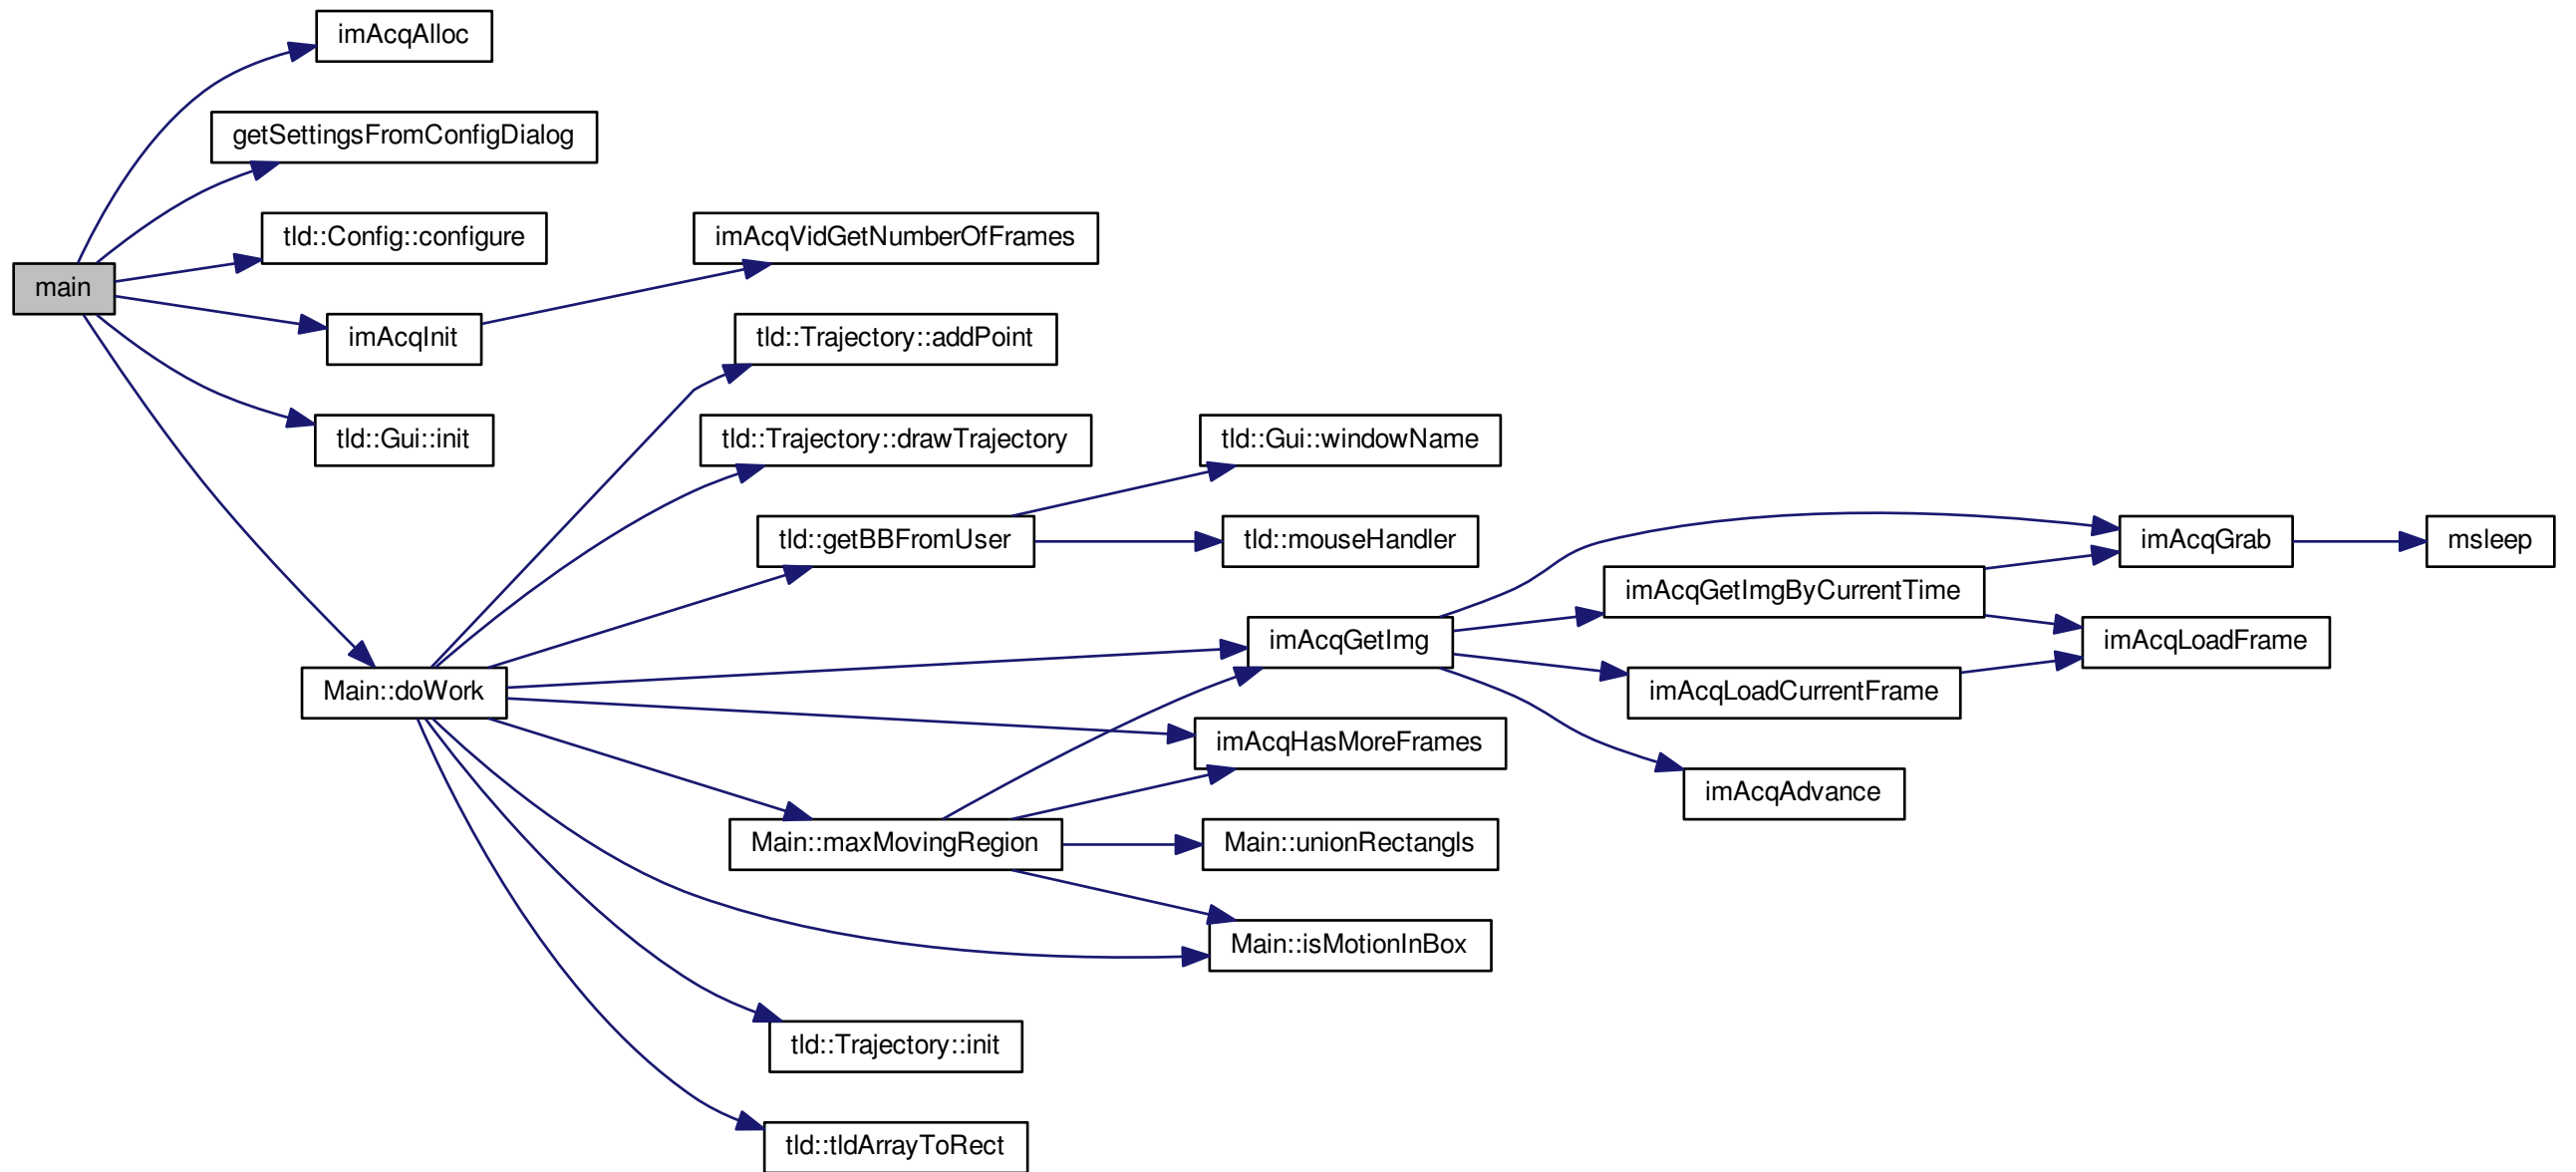 imAcqAlloc
getSettingsFromConfigDialog
tld::Config::configure
imAcqVidGetNumberOfFrames
main
imAcqInit
tld::Trajectory::addPoint
tld::Gui::init
tld::Trajectory::drawTrajectory
tld::Gui::windowName
tld::getBBFromUser
tld::mouseHandler
imAcqGrab
msleep
imAcqGetImgByCurrentTime
imAcqGetImg
imAcqLoadFrame
Main::doWork
imAcqLoadCurrentFrame
imAcqHasMoreFrames
imAcqAdvance
Main::maxMovingRegion
Main::unionRectangls
Main::isMotionInBox
tld::Trajectory::init
tld::tldArrayToRect